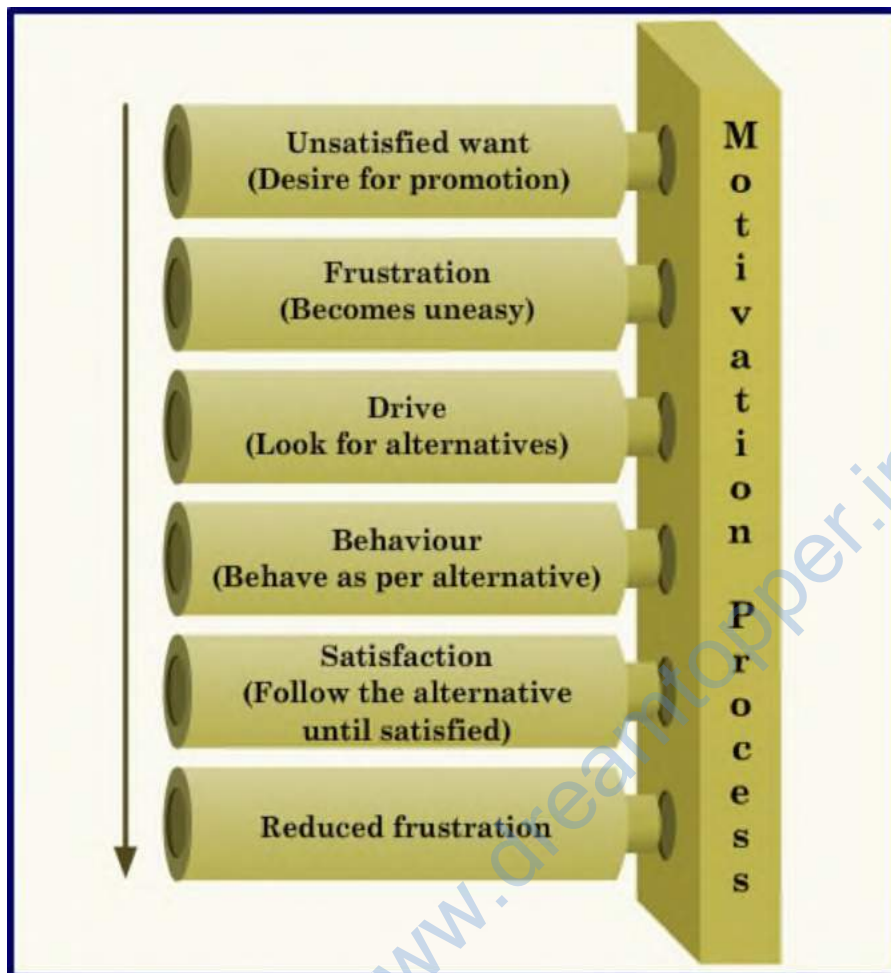 Unsatisfied want
(Desire for promotion)
Frustration
(Becomes uneasy)
Drive
(Look for alternatives)
Behaviour
(Behave as per alternative)
Satisfaction
(Follow the alternative
until satisfied)
Reduced frustration
Motivation Process
www.dreamtopper.in